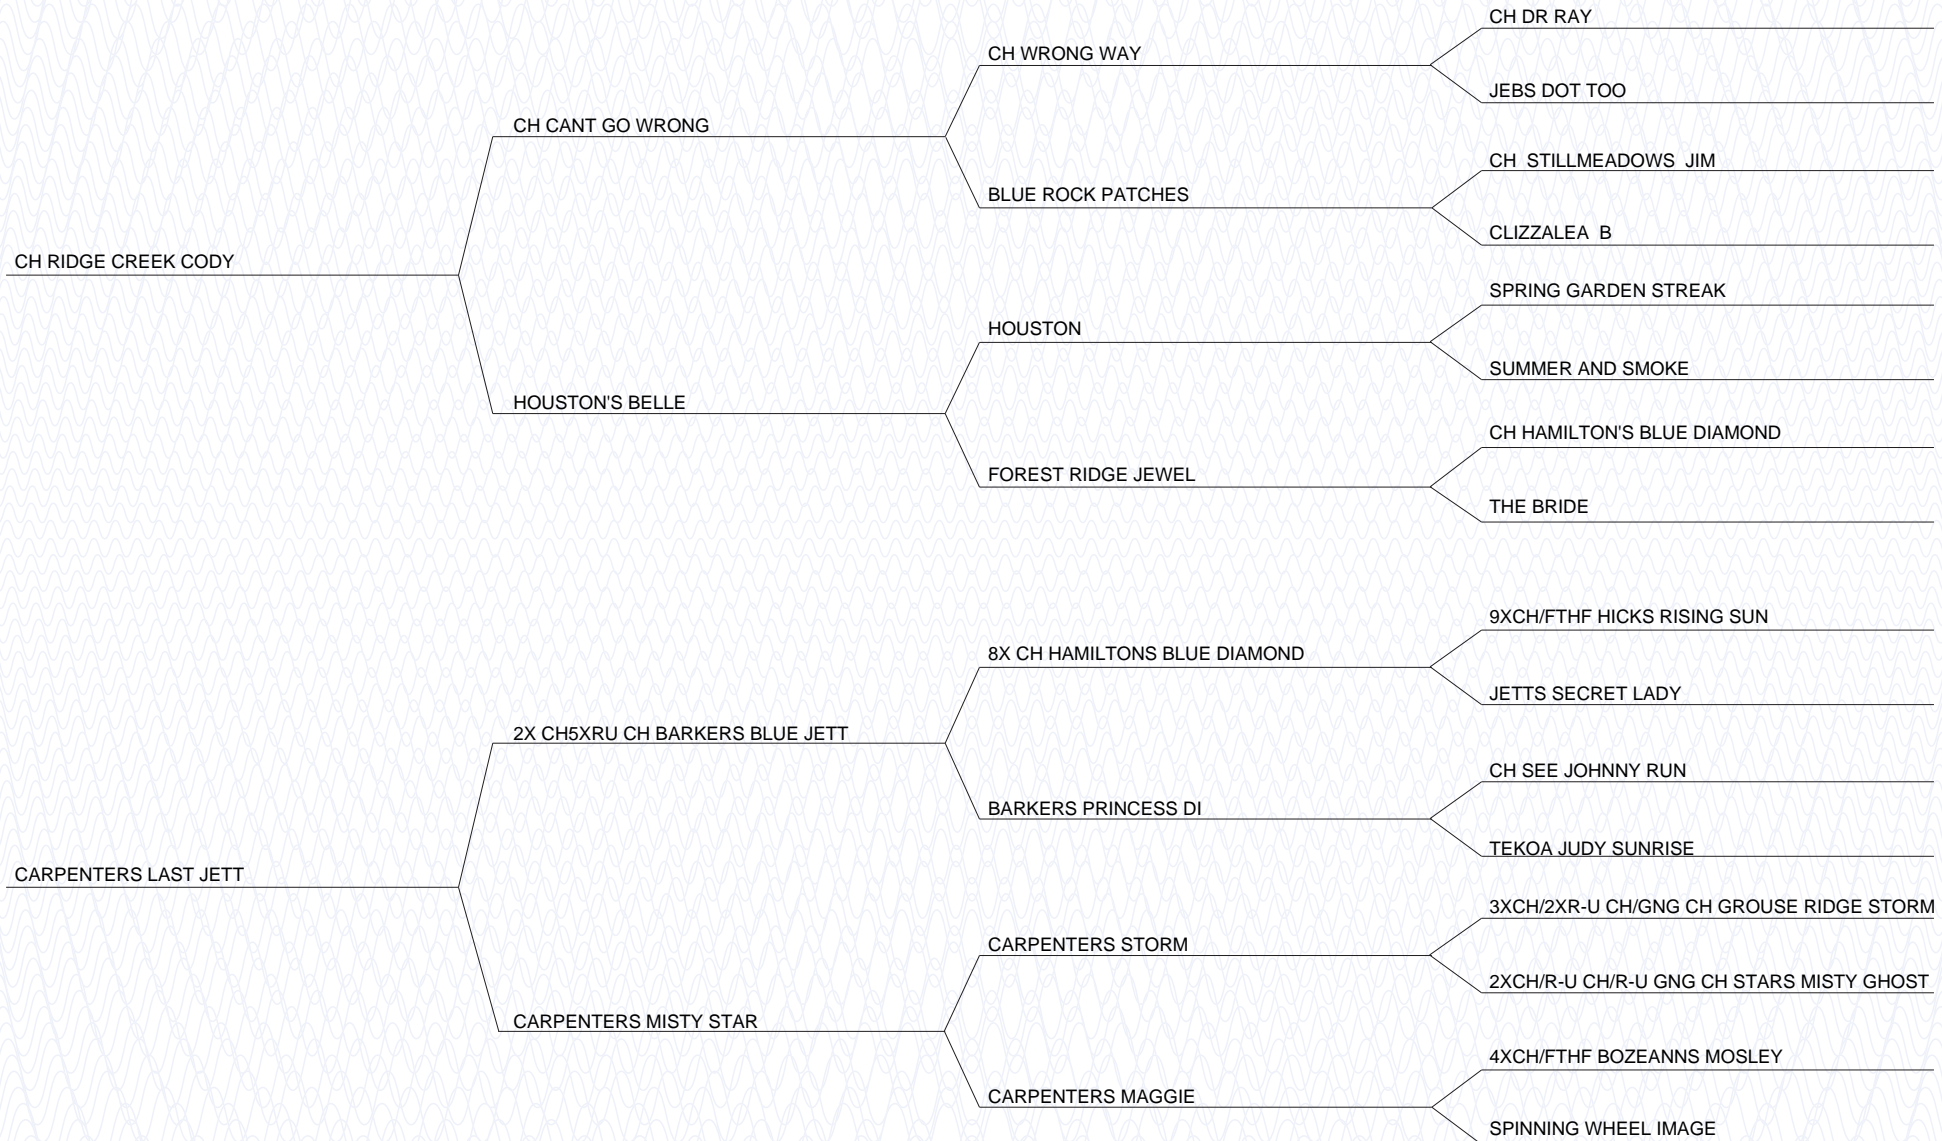 CH DR RAY
CH WRONG WAY
JEBS DOT TOO
CH CANT GO WRONG
CH  STILLMEADOWS  JIM
BLUE ROCK PATCHES
CLIZZALEA  B
CH RIDGE CREEK CODY
SPRING GARDEN STREAK
HOUSTON
SUMMER AND SMOKE
HOUSTON'S BELLE
CH HAMILTON'S BLUE DIAMOND
FOREST RIDGE JEWEL
THE BRIDE
9XCH/FTHF HICKS RISING SUN
8X CH HAMILTONS BLUE DIAMOND
JETTS SECRET LADY
2X CH5XRU CH BARKERS BLUE JETT
CH SEE JOHNNY RUN
BARKERS PRINCESS DI
TEKOA JUDY SUNRISE
CARPENTERS LAST JETT
3XCH/2XR-U CH/GNG CH GROUSE RIDGE STORM
CARPENTERS STORM
2XCH/R-U CH/R-U GNG CH STARS MISTY GHOST
CARPENTERS MISTY STAR
4XCH/FTHF BOZEANNS MOSLEY
CARPENTERS MAGGIE
SPINNING WHEEL IMAGE